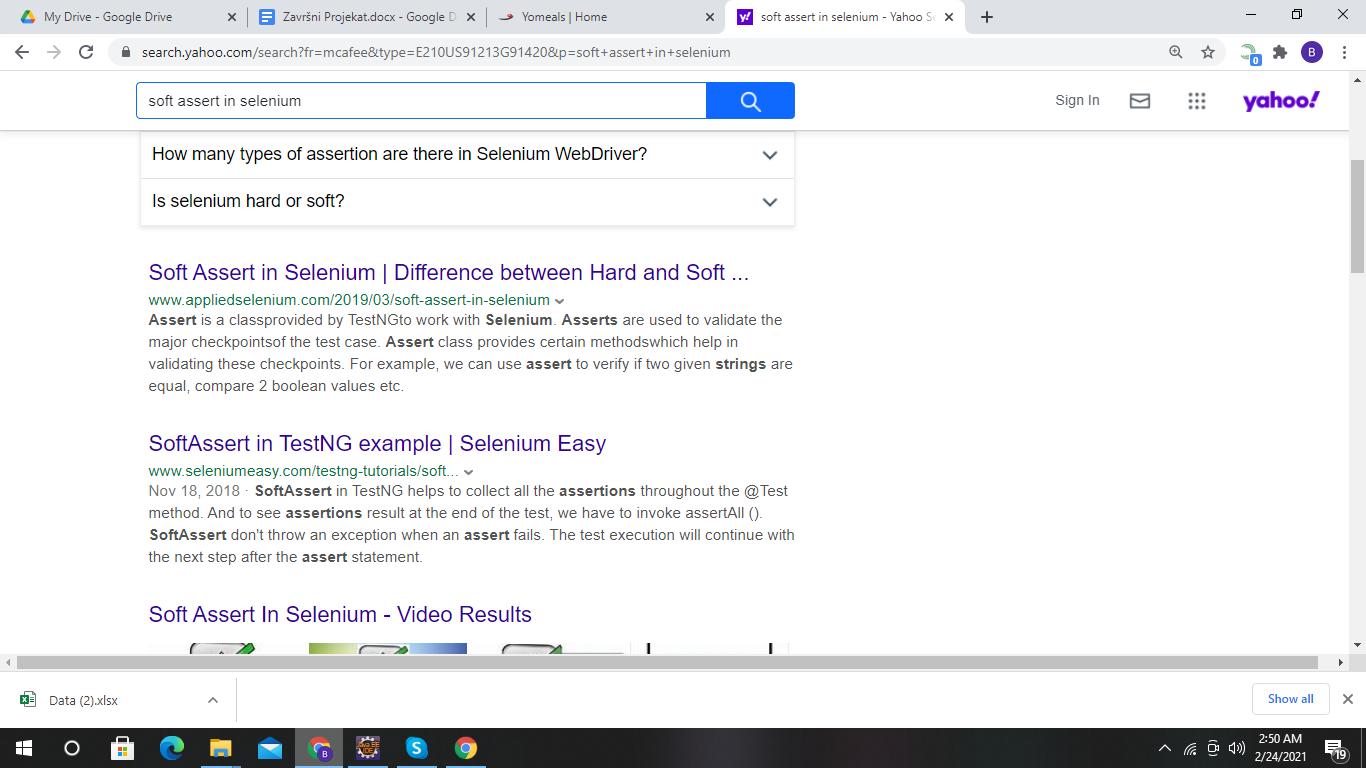 My Drive - Google Drive
Završni Projekat.docx - Google D
Yomeals | Home
soft assert in selenium - Yahoo Se
search.yahoo.com/search?fr=mcafee&type=E210US91213G91420&p=soft+assert+in+selenium
0
B
soft assert in selenium
Sign In
yahoo!
How many types of assertion are there in Selenium WebDriver?
Is selenium hard or soft?
Soft Assert in Selenium | Difference between Hard and Soft ...
www.appliedselenium.com/2019/03/soft-assert-in-selenium
Assert is a classprovided by TestNGto work with Selenium. Asserts are used to validate the
major checkpointsof the test case. Assert class provides certain methodswhich help in
validating these checkpoints. For example, we can use assert to verify if two given strings are
equal, compare 2 boolean values etc.
SoftAssert in TestNG example | Selenium Easy
www.seleniumeasy.com/testng-tutorials/soft...
Nov 18, 2018 · SoftAssert in TestNG helps to collect all the assertions throughout the @Test
method. And to see assertions result at the end of the test, we have to invoke assertAll ().
SoftAssert don't throw an exception when an assert fails. The test execution will continue with
the next step after the assert statement.
Soft Assert In Selenium - Video Results
Data (2).xlsx
Show all
B
Java EE
IDE
S
2:50 AM
2/24/2021
19